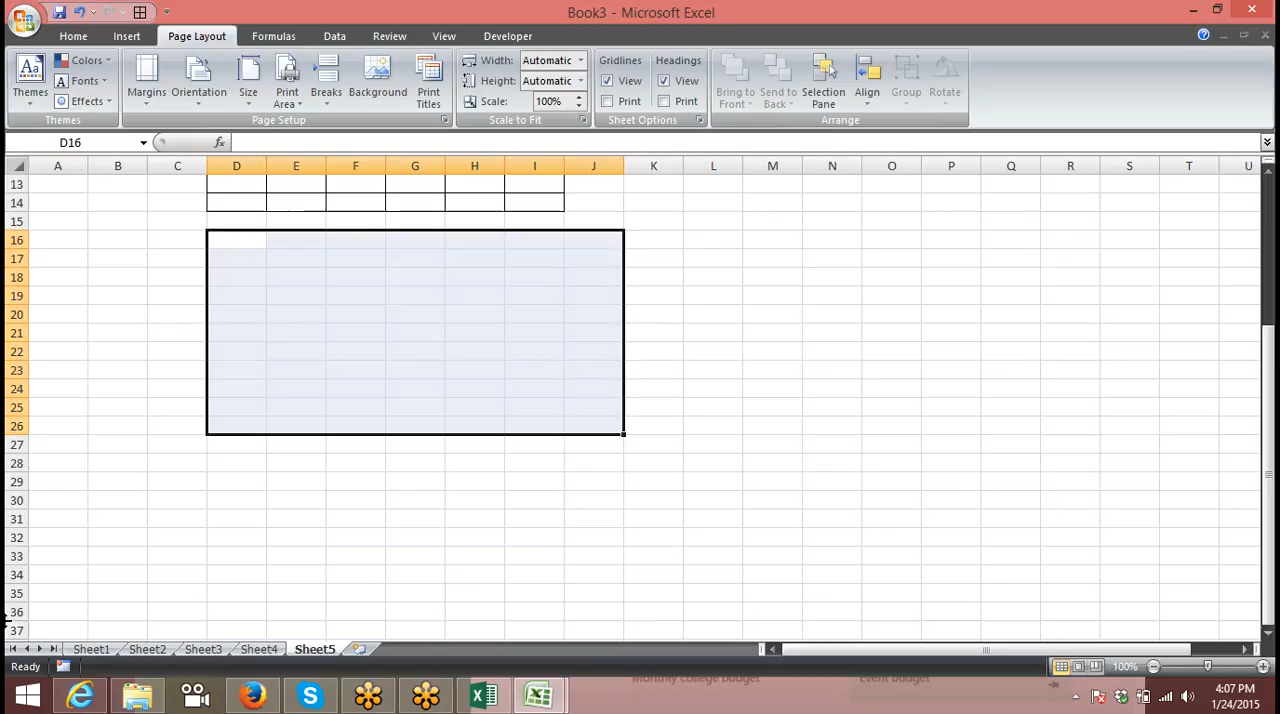 Book3 - Microsoft Excel
Home Insert Page Layout Formulas Data Review View Developer
Themes Colors Fonts Effects
Margins Orientation Size Print Area Breaks Background Print Titles
Width: Automatic
Height: Automatic
Scale: 100%
Gridlines Headings
View View
Print Print
Bring to Front Send to Back Selection Pane Align Group Rotate
Themes Page Setup Scale to Fit Sheet Options Arrange
D16 fx
A B C D E F G H I J K L M N O P Q R S T U
13
14
15
16
17
18
19
20
21
22
23
24
25
26
27
28
29
30
31
32
33
34
35
36
37
Sheet1 Sheet2 Sheet3 Sheet4 Sheet5
Ready 100%
Monthly college budget Event budget
4:07 PM
1/24/2015